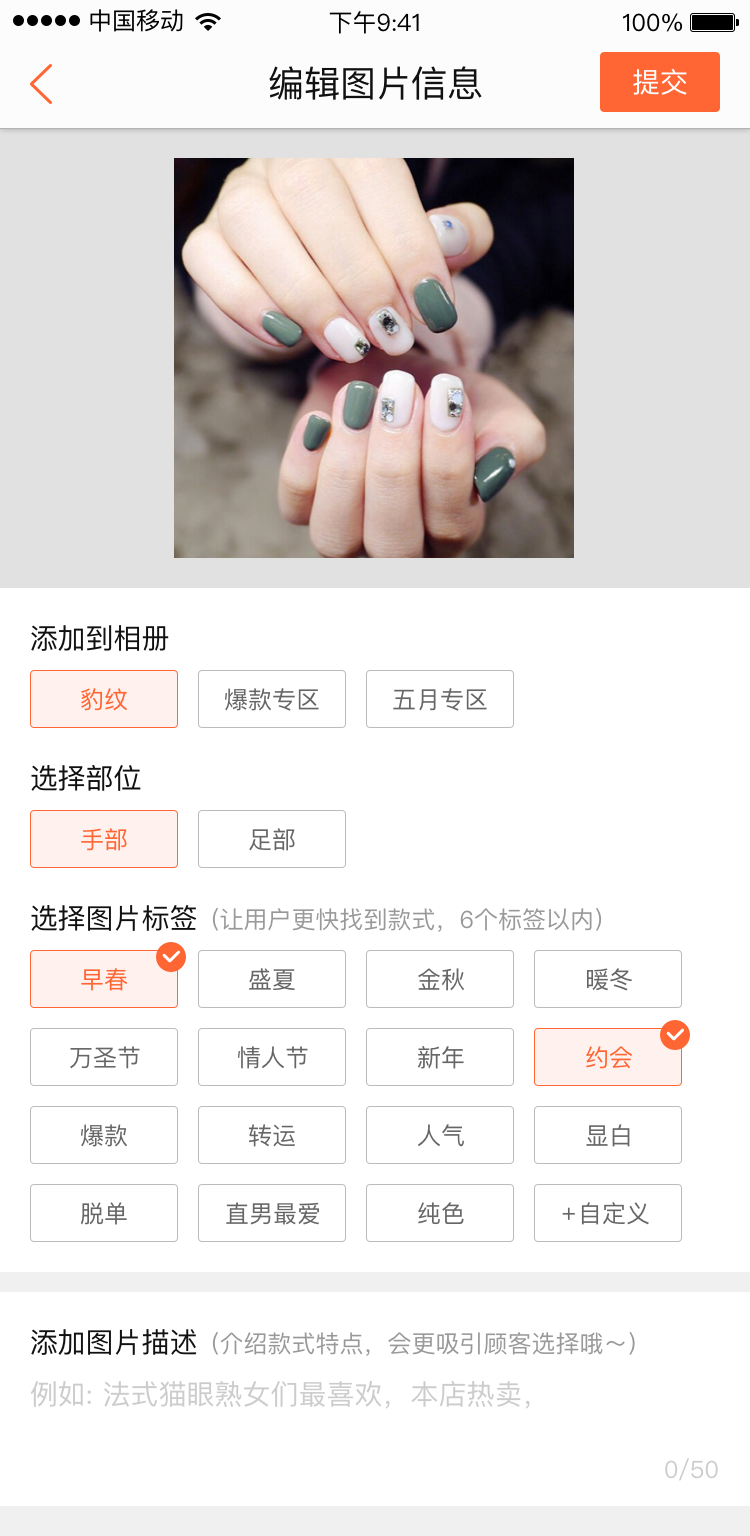 中国移动 下午9:41 100%
编辑图片信息 提交
添加到相册
豹纹 爆款专区 五月专区
选择部位
手部 足部
选择图片标签（让用户更快找到款式，6个标签以内）
早春 盛夏 金秋 暖冬
万圣节 情人节 新年 约会
爆款 转运 人气 显白
脱单 直男最爱 纯色 +自定义
添加图片描述（介绍款式特点，会更吸引顾客选择哦～）
例如: 法式猫眼熟女们最喜欢，本店热卖，
0/50